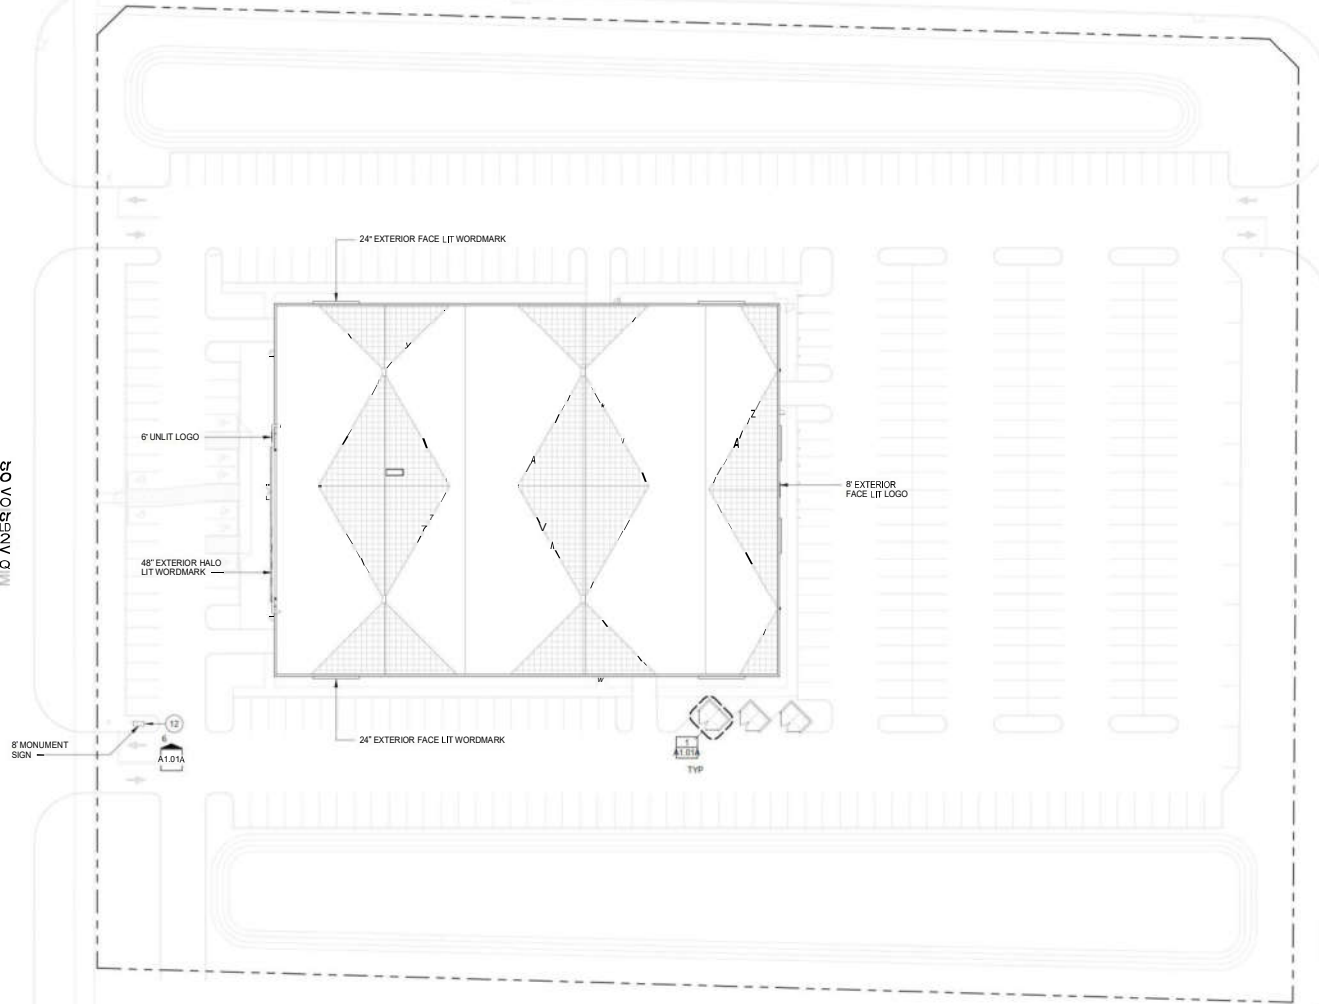 24" EXTERIOR FACE LIT WORDMARK
6' UNLIT LOGO
8' EXTERIOR
FACE LIT LOGO
48" EXTERIOR HALO
LIT WORDMARK
12
8' MONUMENT
SIGN
6
A1.01A
24" EXTERIOR FACE LIT WORDMARK
1
A1.01A
TYP